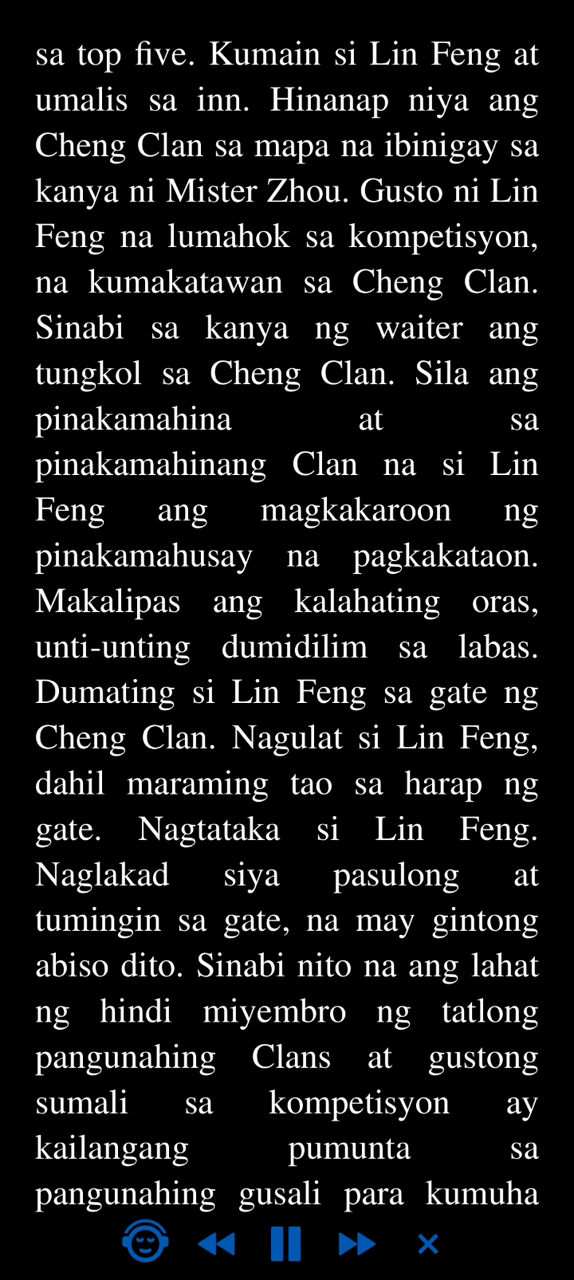 sa top five. Kumain si Lin Feng at
umalis sa inn. Hinanap niya ang
Cheng Clan sa mapa na ibinigay sa
kanya ni Mister Zhou. Gusto ni Lin
Feng na lumahok sa kompetisyon,
na kumakatawan sa Cheng Clan.
Sinabi sa kanya ng waiter ang
tungkol sa Cheng Clan. Sila ang
pinakamahina at sa
pinakamahinang Clan na si Lin
Feng ang magkakaroon ng
pinakamahusay na pagkakataon.
Makalipas ang kalahating oras,
unti-unting dumidilim sa labas.
Dumating si Lin Feng sa gate ng
Cheng Clan. Nagulat si Lin Feng,
dahil maraming tao sa harap ng
gate. Nagtataka si Lin Feng.
Naglakad siya pasulong at
tumingin sa gate, na may gintong
abiso dito. Sinabi nito na ang lahat
ng hindi miyembro ng tatlong
pangunahing Clans at gustong
sumali sa kompetisyon ay
kailangang pumunta sa
pangunahing gusali para kumuha